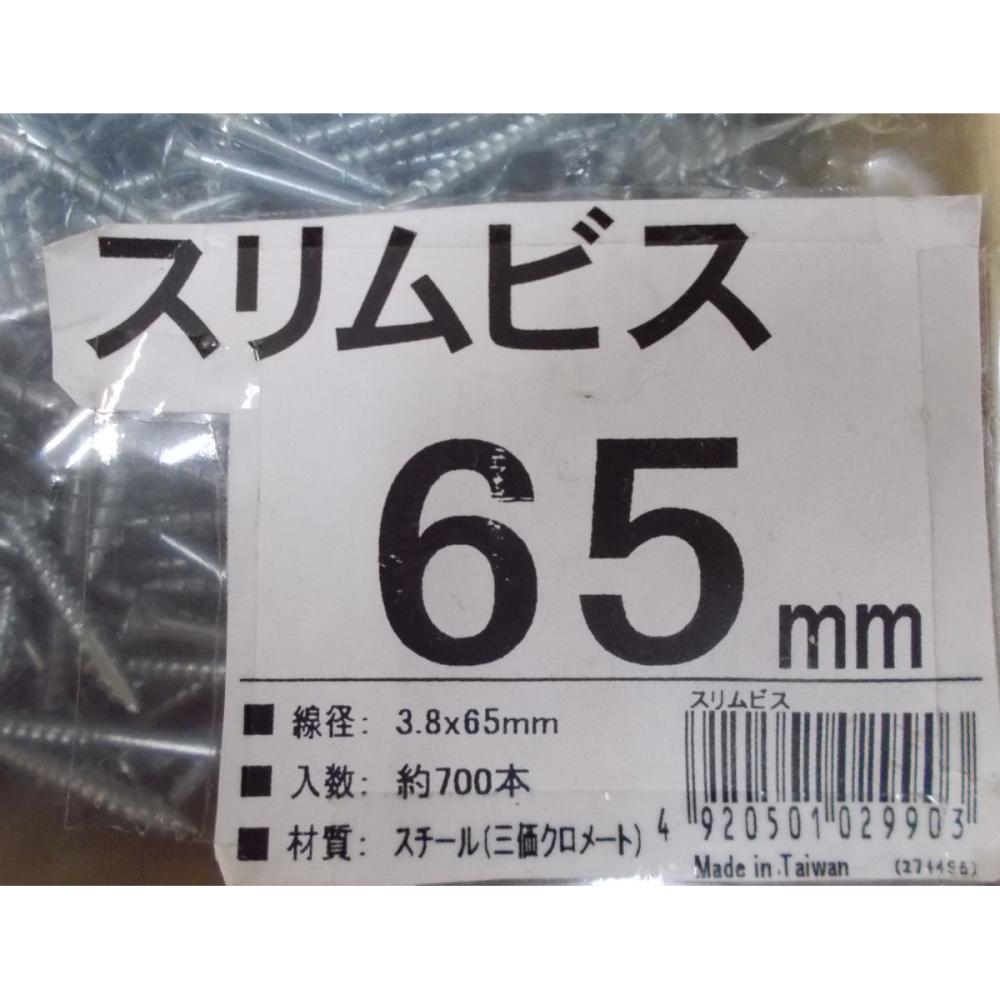 スリムビス
65mm
■ 線径: 3.8x65mm
■ 入数: 約700本
■ 材質: スチール(三価クロメート)
スリムビス
4 920501 029903
Made in Taiwan